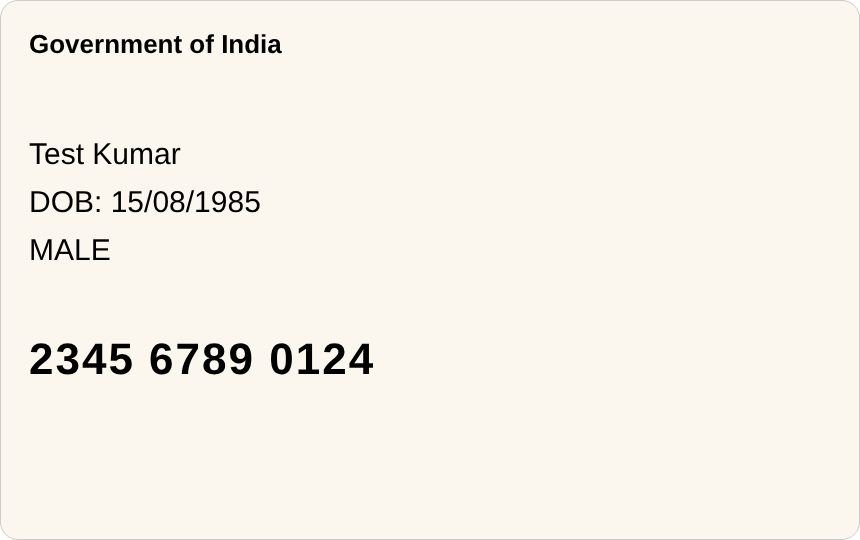 Government of India
Test Kumar
DOB: 15/08/1985
MALE
2345 6789 0124